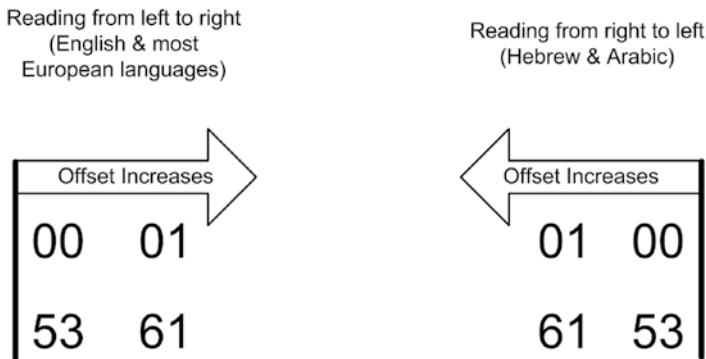 Reading from left to right
(English & most
European languages)
Reading from right to left
(Hebrew & Arabic)
Offset Increases
Offset Increases
00 01
01 00
53 61
61 53